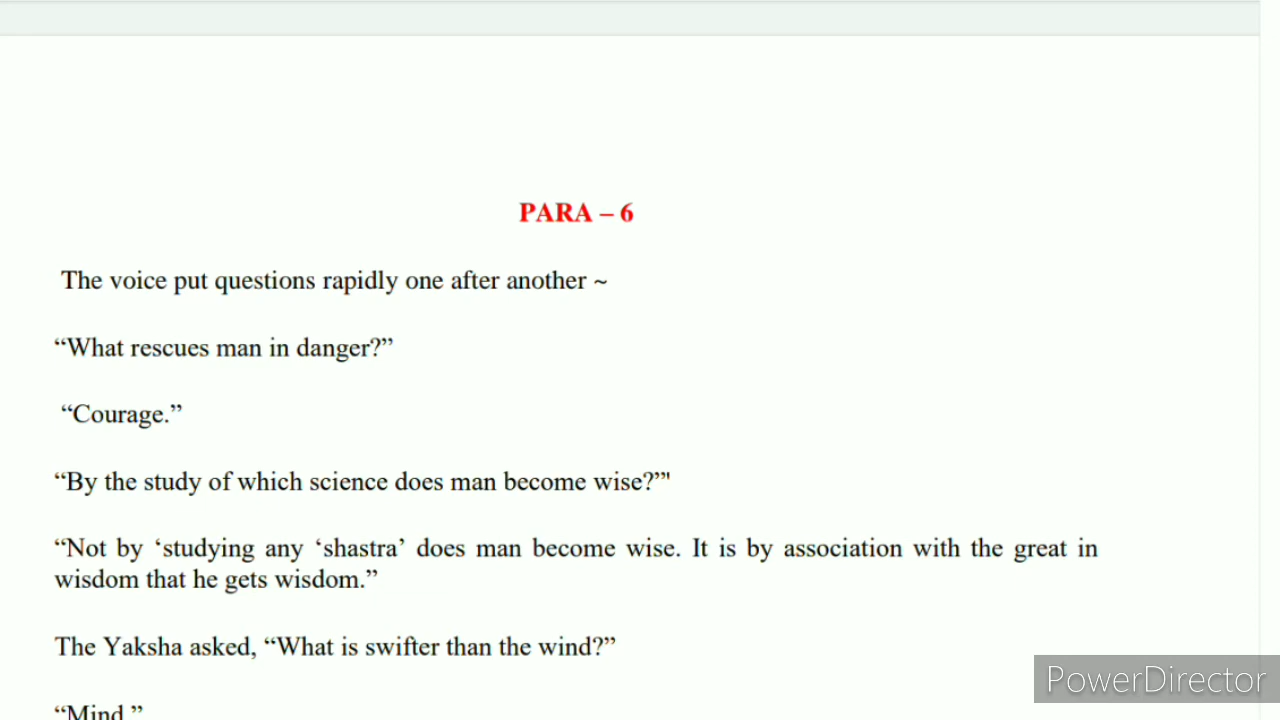 PARA – 6
The voice put questions rapidly one after another ~
“What rescues man in danger?”
“Courage.”
“By the study of which science does man become wise?”'
“Not by ‘studying any ‘shastra’ does man become wise. It is by association with the great in
wisdom that he gets wisdom.”
The Yaksha asked, “What is swifter than the wind?”
“Mind.”
PowerDirector